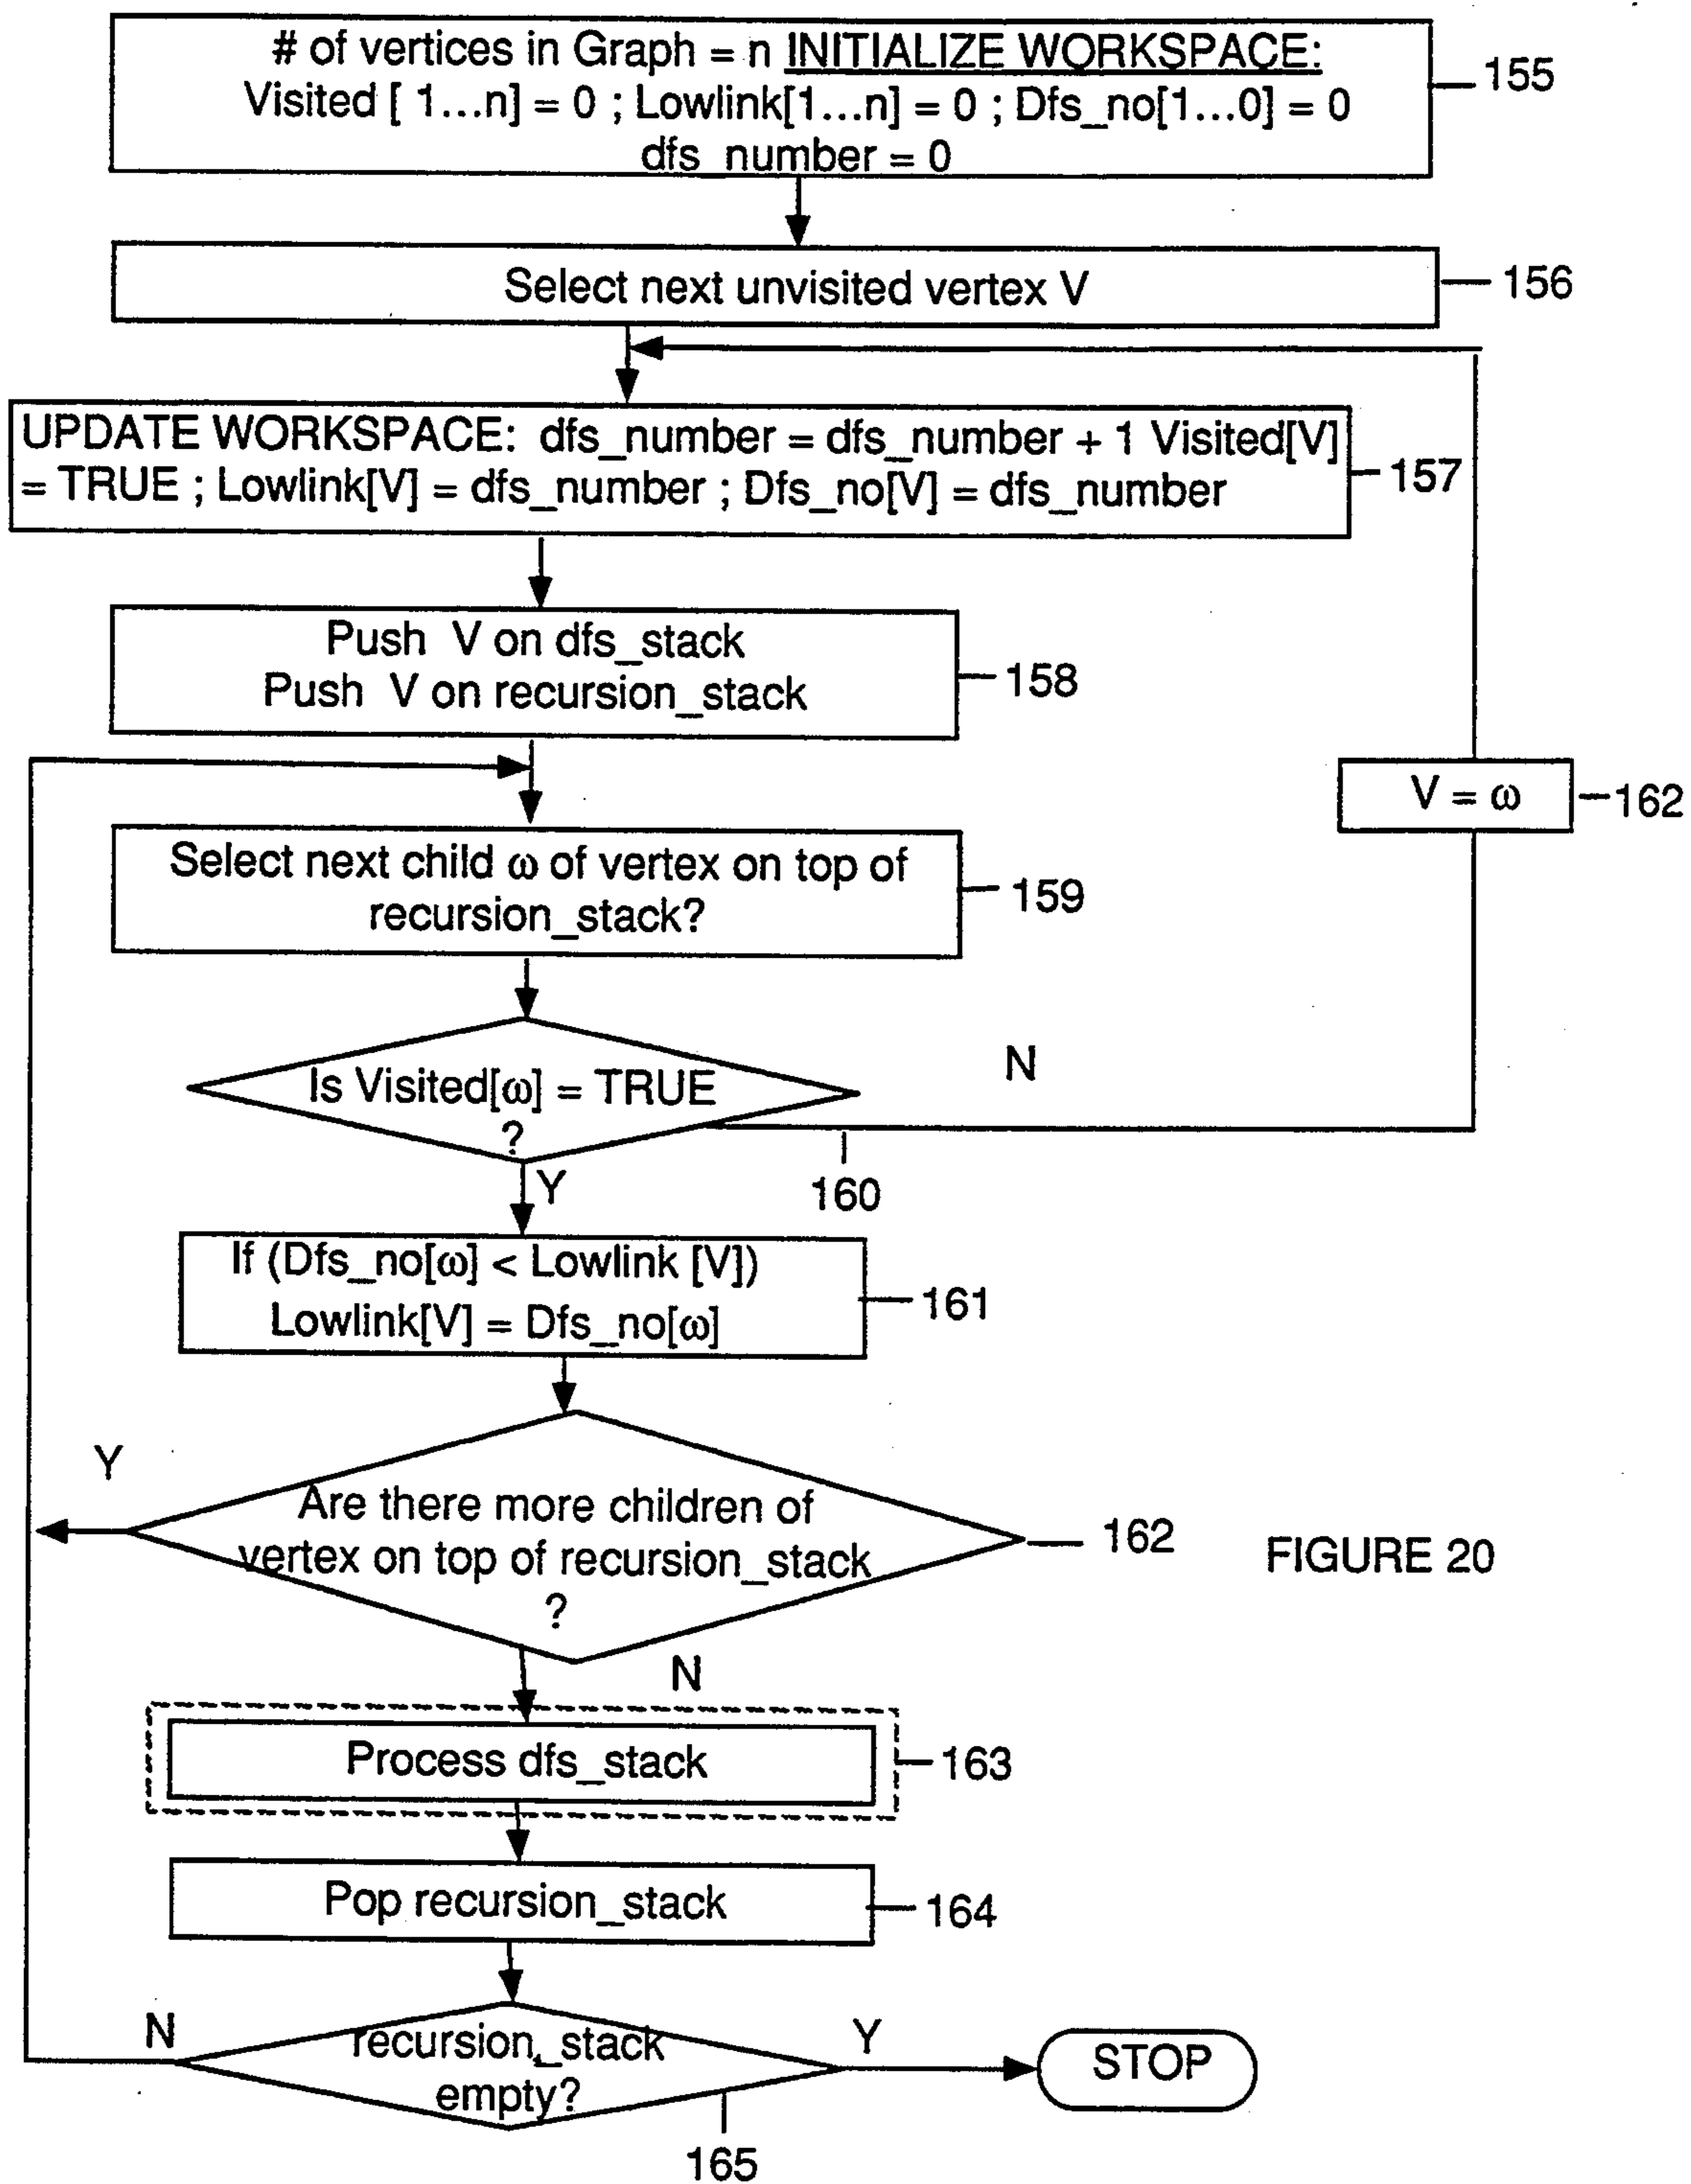 # of vertices in Graph = n INITIALIZE WORKSPACE:
Visited [ 1...n] = 0 ; Lowlink[1...n] = 0 ; Dfs_no[1...0] = 0
dfs_number = 0
155
Select next unvisited vertex V
156
UPDATE WORKSPACE: dfs_number = dfs_number + 1 Visited[V]
= TRUE ; Lowlink[V] = dfs_number ; Dfs_no[V] = dfs_number
157
Push V on dfs_stack
Push V on recursion_stack
158
V = ω
162
Select next child ω of vertex on top of
recursion_stack?
159
Is Visited[ω] = TRUE
?
N
160
Y
If (Dfs_no[ω] < Lowlink [V])
Lowlink[V] = Dfs_no[ω]
161
Y
Are there more children of
vertex on top of recursion_stack
?
162
FIGURE 20
N
Process dfs_stack
163
Pop recursion_stack
164
N
recursion_stack
empty?
Y
STOP
165